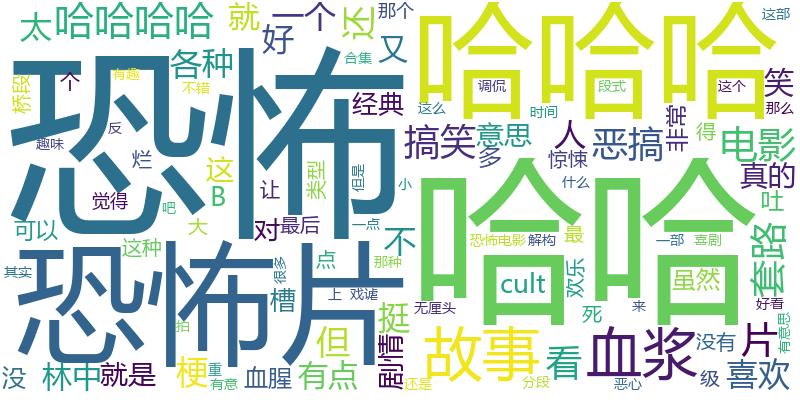 太
哈哈哈哈
就
一个
还
那个
好
又
合集
桥段
个
有趣
不错
各种
经典
恐怖
趣味
反
烂
觉得
吧
这
B
大
让
类型
但是
小
一点
可以
这种
对
最后
不
恐怖片
其实
很多
槽
点
上
戏谑
那种
挺
但
拍
没
林中
就是
梗
重
有意
血腥
有点
剧情
哈哈哈
这部
调侃
段式
这个
笑
这么
时间
非常
那么
搞笑
意思
多
人
惊悚
恶搞
得
电影
真的
什么
吐
哈哈
恐怖电影
解构
最
一部
喜剧
套路
cult
欢乐
虽然
无厘头
死
来
好看
有意思
故事
看
血浆
没有
片
还是
分段
恶心
级
喜欢